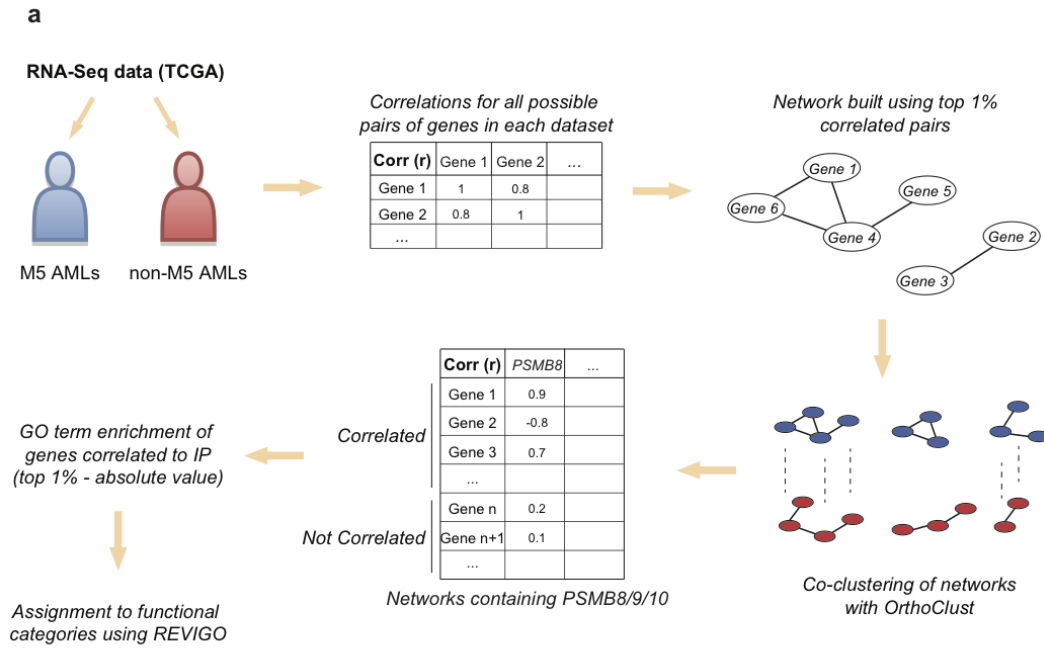 a
RNA-Seq data (TCGA)
M5 AMLs
non-M5 AMLs
Correlations for all possible
pairs of genes in each dataset
Corr (r) Gene 1 Gene 2 ...
Gene 1 1 0.8
Gene 2 0.8 1
...
Network built using top 1%
correlated pairs
Gene 1
Gene 5
Gene 6
Gene 4
Gene 2
Gene 3
Co-clustering of networks
with OrthoClust
Corr (r) PSMB8 ...
Correlated
Gene 1 0.9
Gene 2 -0.8
Gene 3 0.7
...
Not Correlated
Gene n 0.2
Gene n+1 0.1
...
Networks containing PSMB8/9/10
GO term enrichment of
genes correlated to IP
(top 1% - absolute value)
Assignment to functional
categories using REVIGO